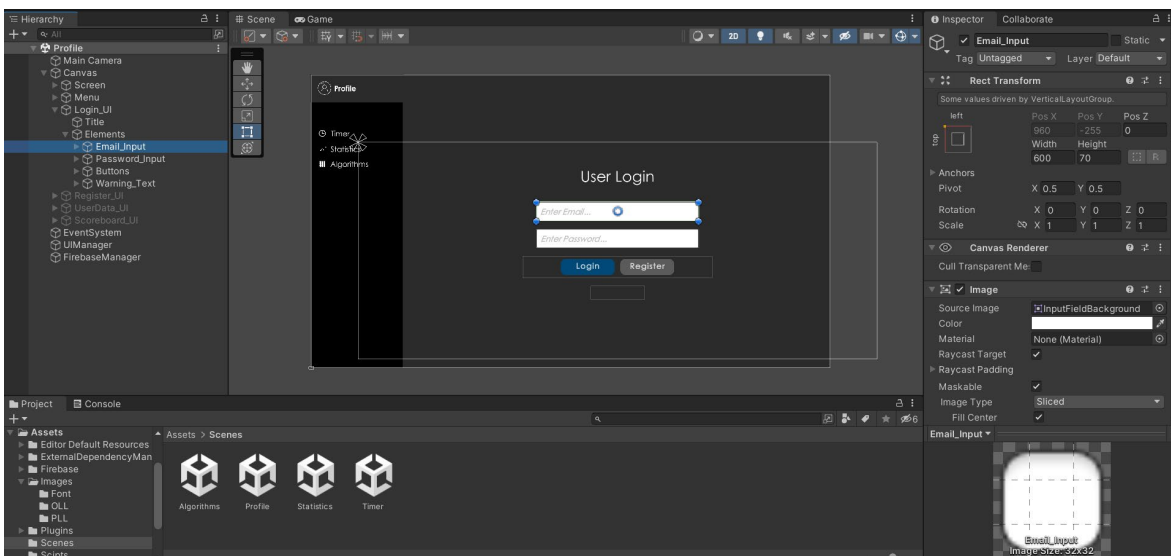 Hierarchy
All
Profile
Main Camera
Canvas
Screen
Menu
Login_UI
Title
Elements
Email_Input
Password_Input
Buttons
Warning_Text
Register_UI
UserData_UI
Scoreboard_UI
EventSystem
UIManager
FirebaseManager
Scene
Game
2D
Profile
Timer
Statistics
Algorithms
User Login
Enter Email...
Enter Password...
Login
Register
Inspector
Collaborate
Email_Input
Static
Tag Untagged
Layer Default
Rect Transform
Some values driven by VerticalLayoutGroup.
left
Pos X Pos Y Pos Z
top
960 -255 0
Width Height
600 70
R
Anchors
Pivot X 0.5 Y 0.5
Rotation X 0 Y 0 Z 0
Scale X 1 Y 1 Z 1
Canvas Renderer
Cull Transparent Me
Image
Source Image InputFieldBackground
Color
Material None (Material)
Raycast Target
Raycast Padding
Maskable
Image Type Sliced
Fill Center
Email_Input
Email_Input
Image Size: 32x32
Project
Console
6
Assets
Editor Default Resources
ExternalDependencyMan
Firebase
Images
Font
OLL
PLL
Plugins
Scenes
Scipts
Assets > Scenes
Algorithms
Profile
Statistics
Timer